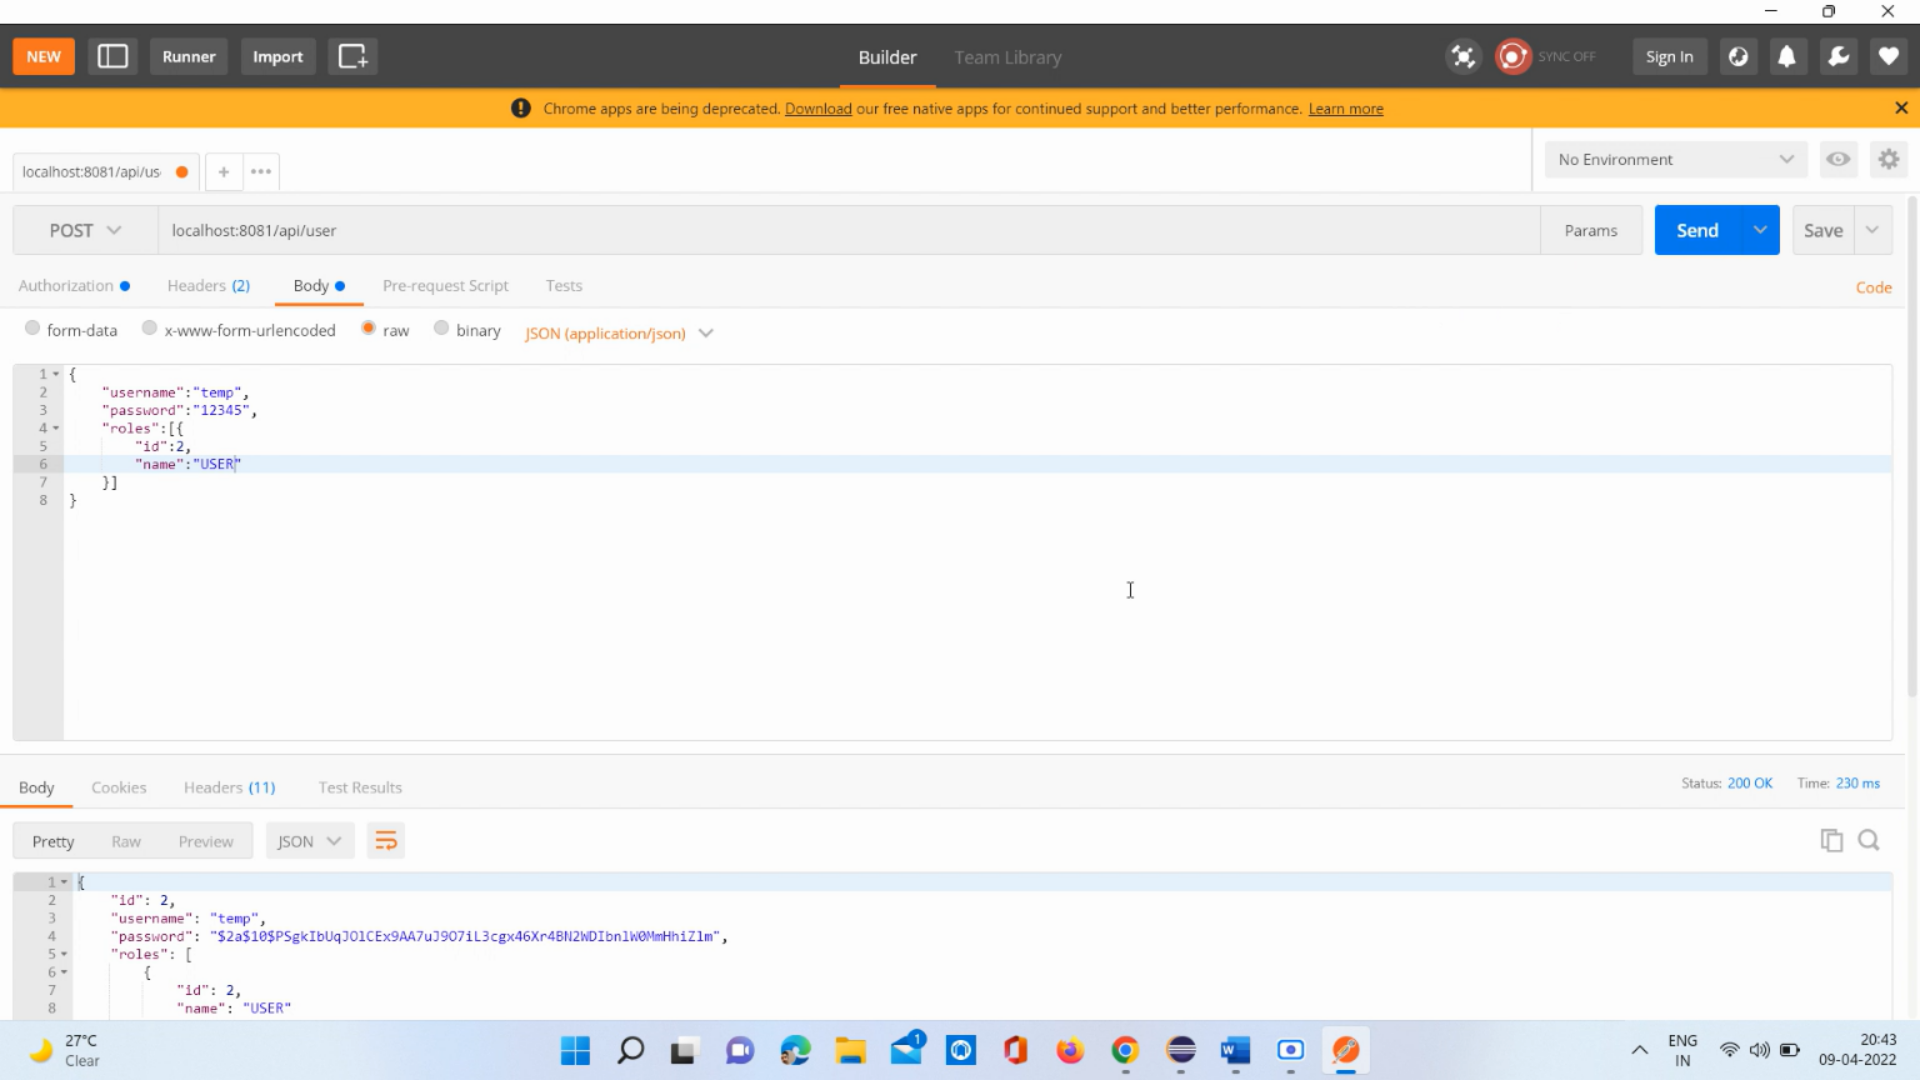 NEW
Runner
Import
Builder
Team Library
SYNC OFF
Sign In
Chrome apps are being deprecated. Download our free native apps for continued support and better performance. Learn more
localhost:8081/api/us
No Environment
POST
localhost:8081/api/user
Params
Send
Save
Authorization
Headers (2)
Body
Pre-request Script
Tests
Code
form-data
x-www-form-urlencoded
raw
binary
JSON (application/json)
1 {
2 "username":"temp",
3 "password":"12345",
4 "roles":[{
5 "id":2,
6 "name":"USER"
7 }]
8 }
Body
Cookies
Headers (11)
Test Results
Status: 200 OK
Time: 230 ms
Pretty
Raw
Preview
JSON
1 {
2 "id": 2,
3 "username": "temp",
4 "password": "$2a$10$PSgkIbUqJOlCEx9AA7uJ9O7iL3cgx46Xr4BN2WDIbnlW0MmHhiZlm",
5 "roles": [
6 {
7 "id": 2,
8 "name": "USER"
27°C
Clear
1
ENG
IN
20:43
09-04-2022